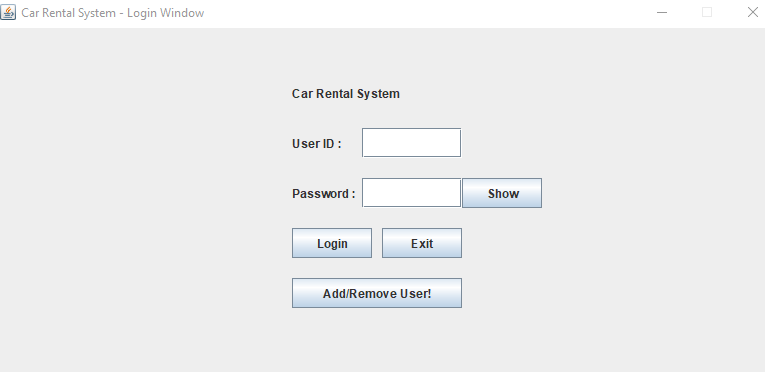 Car Rental System - Login Window
Car Rental System
User ID :
Password :
Show
Login
Exit
Add/Remove User!